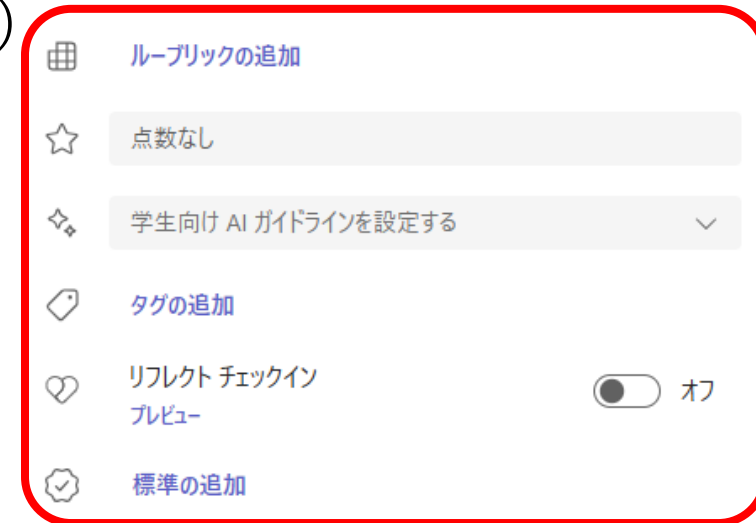 ルーブリックの追加
点数なし
学生向け AI ガイドラインを設定する
タグの追加
リフレクト チェックイン
オフ
プレビュー
標準の追加